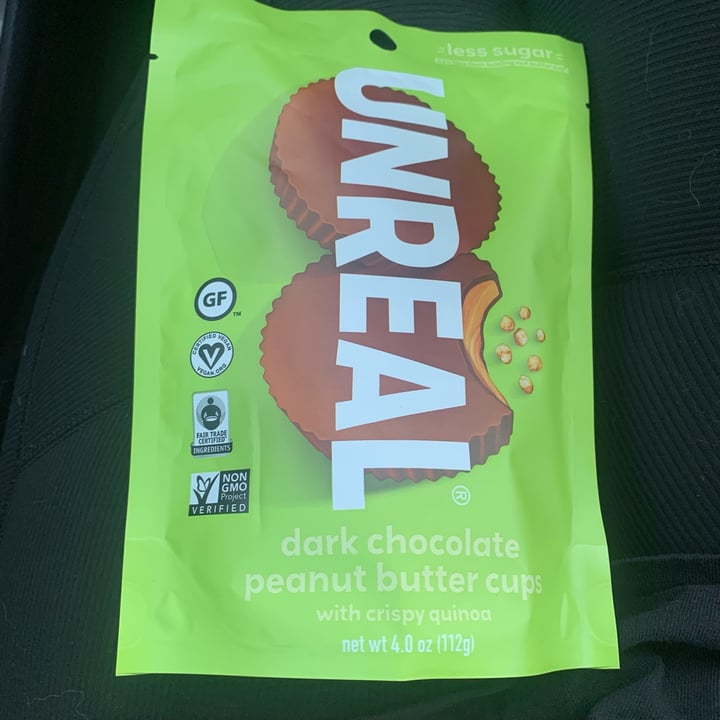 less sugar
UNREAL
®
GF
TM
CERTIFIED VEGAN
VEGAN.ORG
FAIR TRADE
CERTIFIED
INGREDIENTS
NON
GMO
Project
VERIFIED
dark chocolate
peanut butter cups
with crispy quinoa
net wt 4.0 oz (112g)